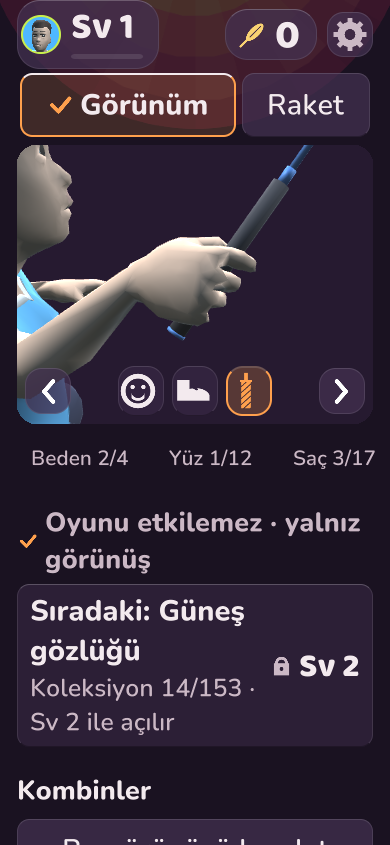 Sv 1
0
Görünüm
Raket
Beden 2/4 Yüz 1/12 Saç 3/17
Oyunu etkilemez · yalnız
görünüş
Sıradaki: Güneş
gözlüğü
Koleksiyon 14/153 ·
Sv 2 ile açılır
Sv 2
Kombinler